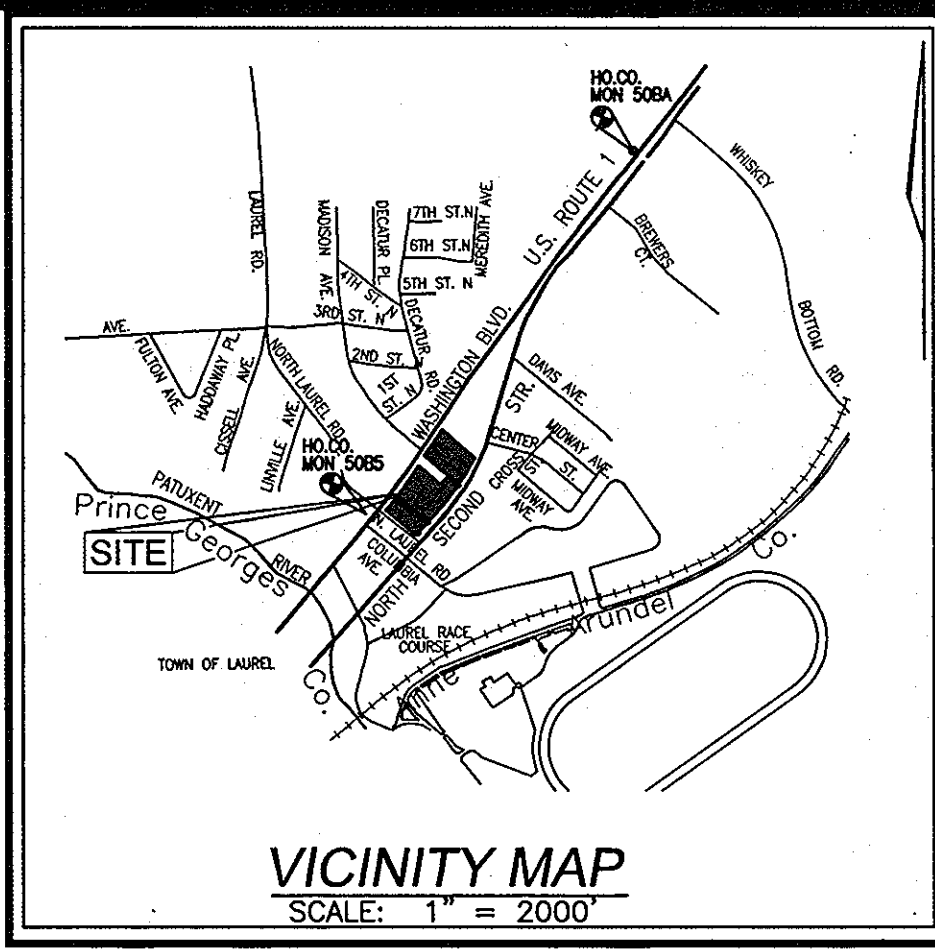 HO.CO.
MON 50BA
WHISKEY
BOTTOM
RD.
U.S. ROUTE 1
BREWERS
CT.
LAUREL RD.
MADISON AVE.
DECATUR PL.
7TH ST.N
6TH ST.N
5TH ST. N
MEREDITH AVE.
4TH ST. N
3RD ST. N
2ND ST.
1ST
ST. N
DECATUR RD
AVE.
FULTON AVE.
HADDAWAY PL.
CISSELL AVE.
NORTH LAUREL RD.
LINVILLE AVE.
WASHINGTON BLVD.
DAVIS AVE.
HO.CO.
MON 50B5
CENTER
ST.
CROSS ST
MIDWAY AVE
MIDWAY
AVE.
NORTH SECOND STR.
N. LAUREL RD
COLUMBIA
AVE.
PATUXENT
RIVER
Prince Georges
Co.
SITE
TOWN OF LAUREL
LAUREL RACE
COURSE
Anne Arundel Co.
VICINITY MAP
SCALE: 1" = 2000'